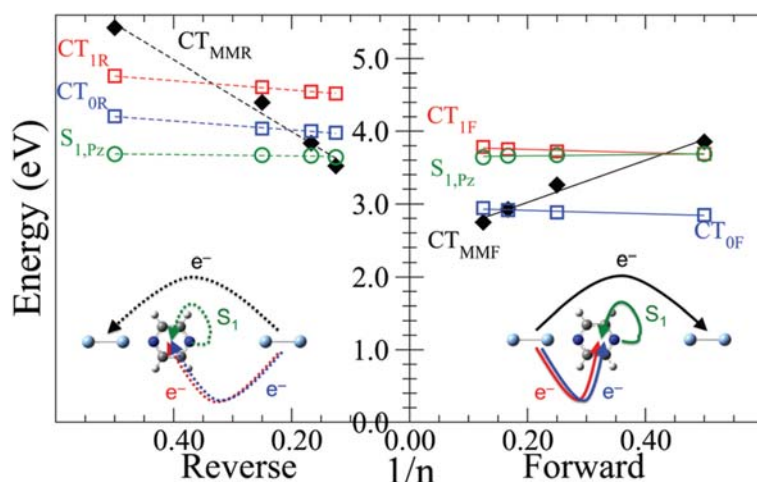 Energy (eV)
CT1R
CTMMR
CT0R
S1,Pz
5.0
4.0
3.0
2.0
1.0
0.0
CT1F
S1,Pz
CTMMF
CT0F
e−
S1
e−
e−
e−
S1
e−
e−
0.40
0.20
0.00
0.20
0.40
Reverse
1/n
Forward